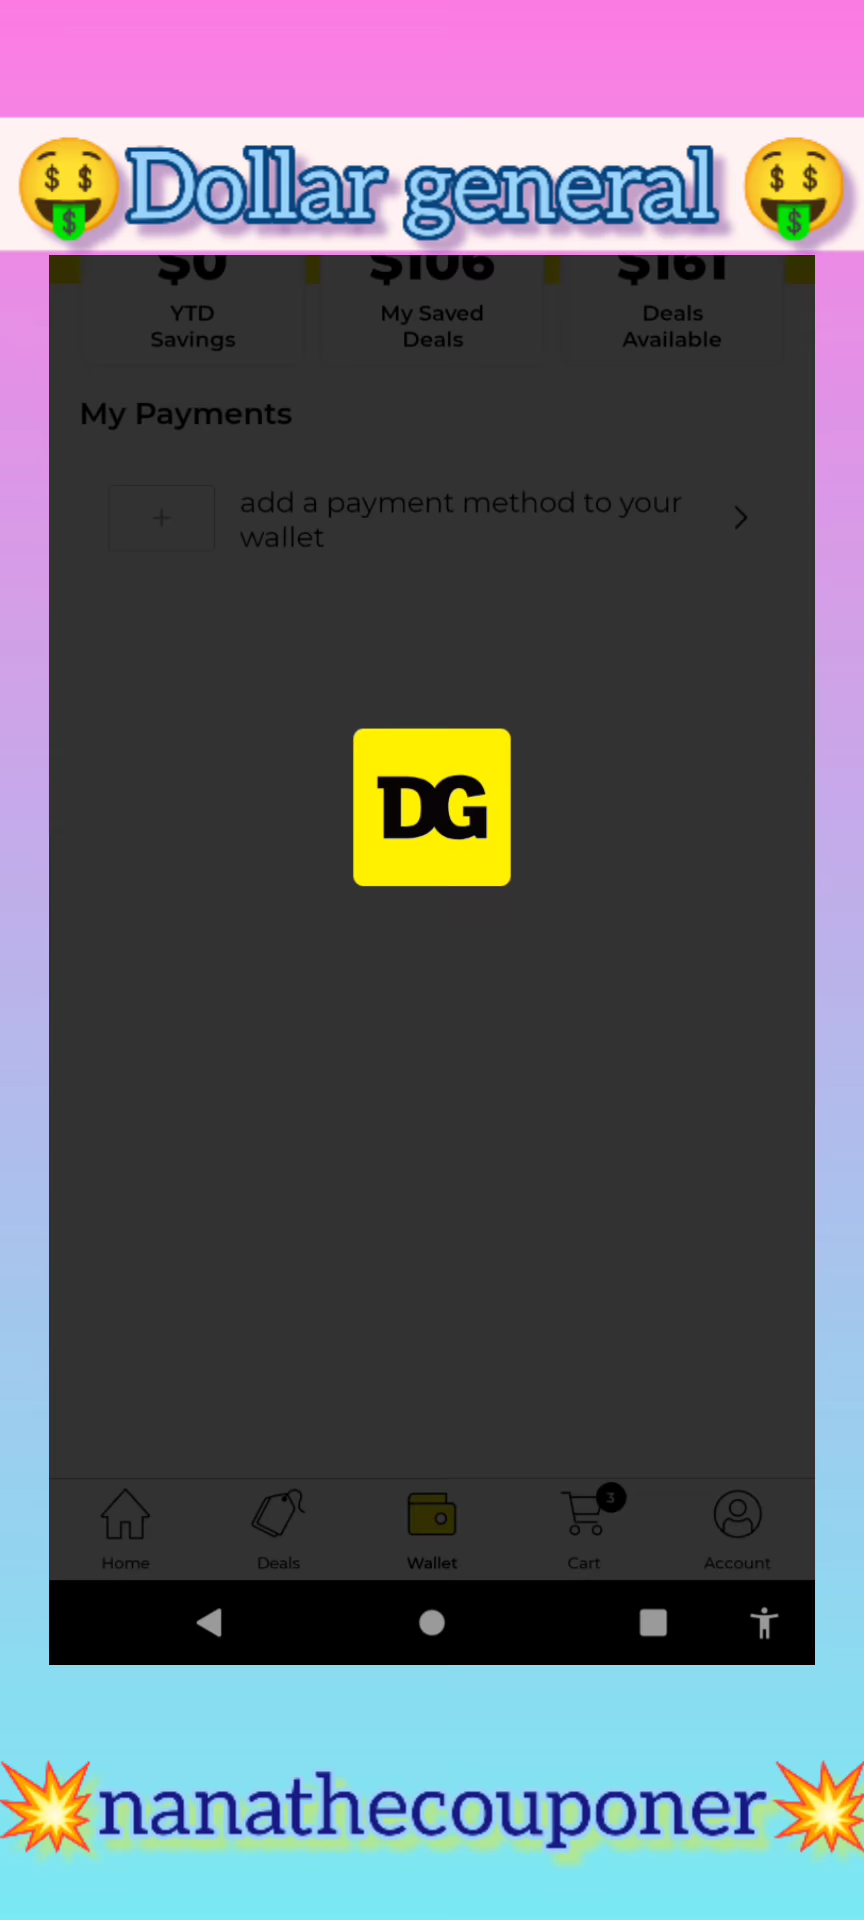 Dollar general
$0 $106 $161
YTD Savings
My Saved Deals
Deals Available
My Payments
+
add a payment method to your
wallet
DG
3
Home Deals Wallet Cart Account
nanathecouponer